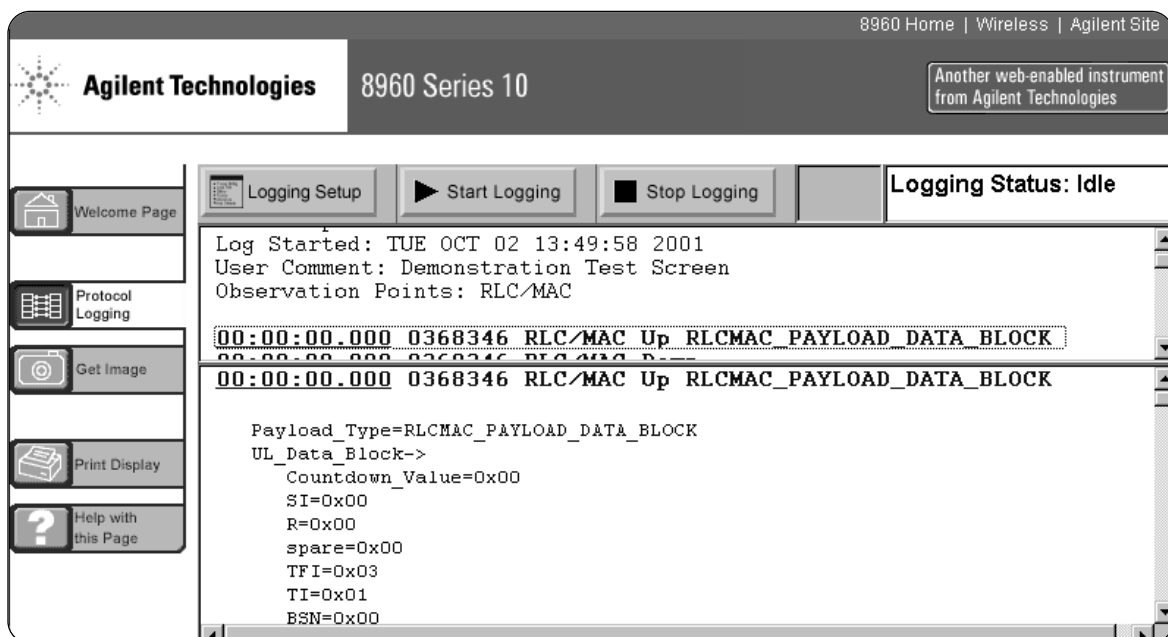 8960 Home | Wireless | Agilent Site
Agilent Technologies
8960 Series 10
Another web-enabled instrument
from Agilent Technologies
Welcome Page
Protocol
Logging
Get Image
Print Display
Help with
this Page
Logging Setup
Start Logging
Stop Logging
Logging Status: Idle
Log Started: TUE OCT 02 13:49:58 2001
User Comment: Demonstration Test Screen
Observation Points: RLC/MAC
00:00:00.000 0368346 RLC/MAC Up RLCMAC_PAYLOAD_DATA_BLOCK
00:00:00.000 0368346 RLC/MAC Up RLCMAC_PAYLOAD_DATA_BLOCK
Payload_Type=RLCMAC_PAYLOAD_DATA_BLOCK
UL_Data_Block->
Countdown_Value=0x00
SI=0x00
R=0x00
spare=0x00
TFI=0x03
TI=0x01
BSN=0x00